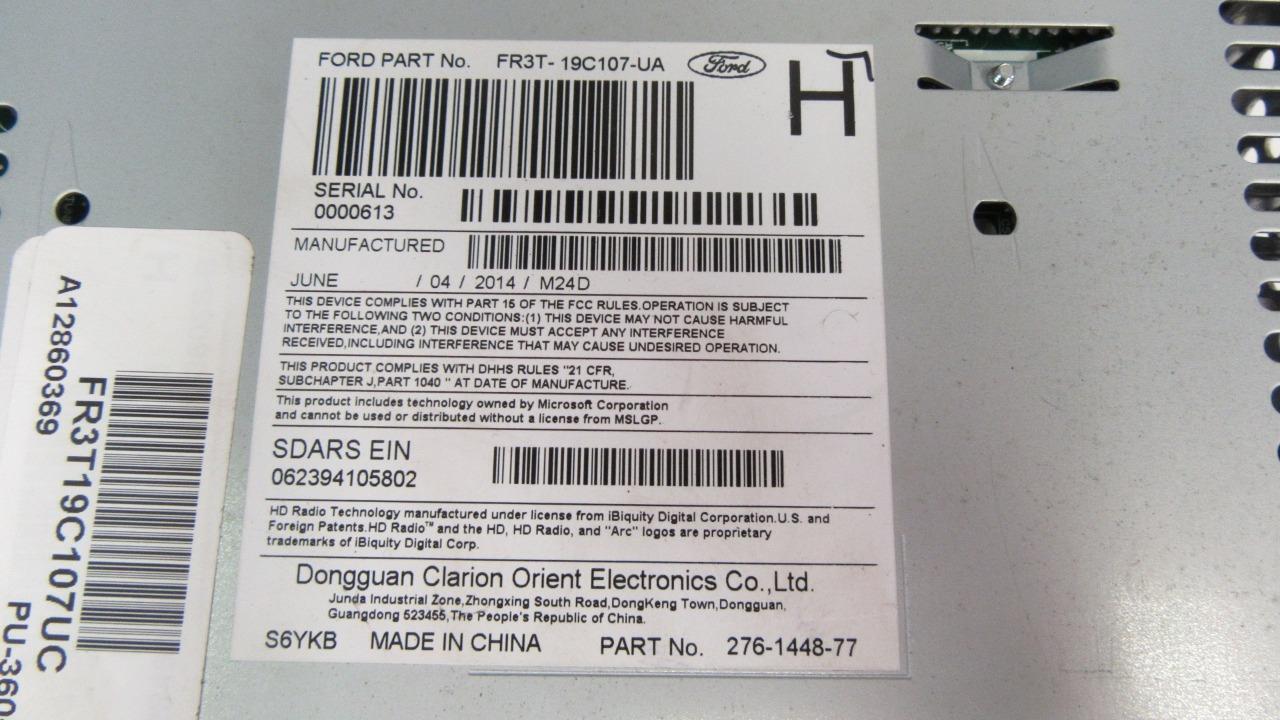 FORD PART No. FR3T-19C107-UA Ford H
SERIAL No.
0000613
MANUFACTURED
JUNE / 04 / 2014 / M24D
THIS DEVICE COMPLIES WITH PART 15 OF THE FCC RULES.OPERATION IS SUBJECT
TO THE FOLLOWING TWO CONDITIONS:(1) THIS DEVICE MAY NOT CAUSE HARMFUL
INTERFERENCE,AND (2) THIS DEVICE MUST ACCEPT ANY INTERFERENCE
RECEIVED,INCLUDING INTERFERENCE THAT MAY CAUSE UNDESIRED OPERATION.
THIS PRODUCT COMPLIES WITH DHHS RULES "21 CFR,
SUBCHAPTER J,PART 1040 " AT DATE OF MANUFACTURE.
This product includes technology owned by Microsoft Corporation
and cannot be used or distributed without a license from MSLGP.
SDARS EIN
062394105802
HD Radio Technology manufactured under license from iBiquity Digital Corporation.U.S. and
Foreign Patents.HD Radio™ and the HD, HD Radio, and "Arc" logos are proprietary
trademarks of iBiquity Digital Corp.
Dongguan Clarion Orient Electronics Co.,Ltd.
Junda Industrial Zone,Zhongxing South Road,DongKeng Town,Dongguan,
Guangdong 523455,The People's Republic of China.
S6YKB MADE IN CHINA PART No. 276-1448-77
FR3T19C107UC
A12860369